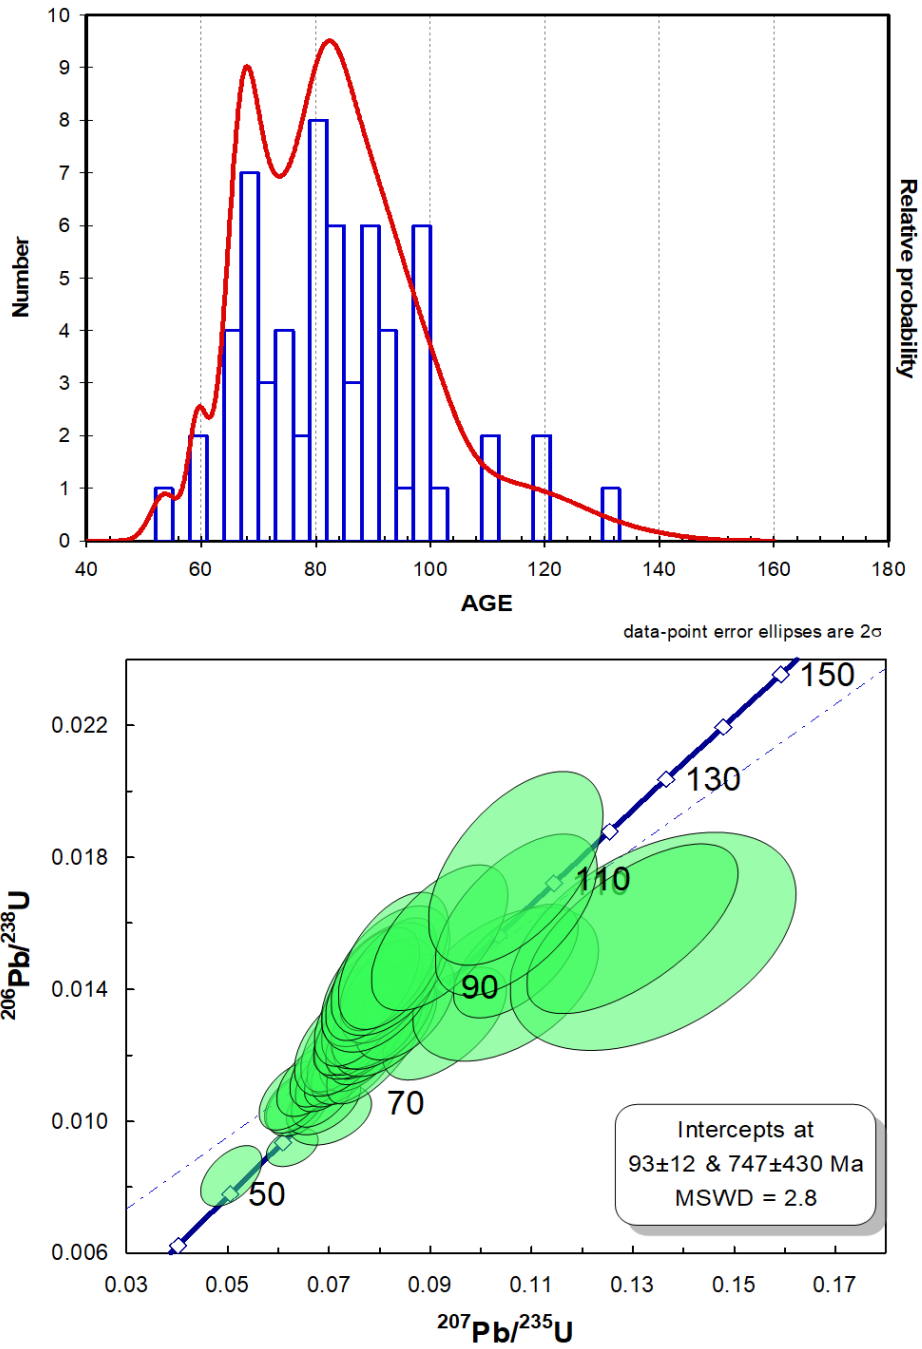 10
9
8
7
6
5
4
3
2
1
0
Number
Relative probability
40 60 80 100 120 140 160 180
AGE
data-point error ellipses are 2σ
150
130
110
90
70
50
0.022
0.018
0.014
0.010
0.006
206Pb/238U
Intercepts at
93±12 & 747±430 Ma
MSWD = 2.8
0.03 0.05 0.07 0.09 0.11 0.13 0.15 0.17
207Pb/235U